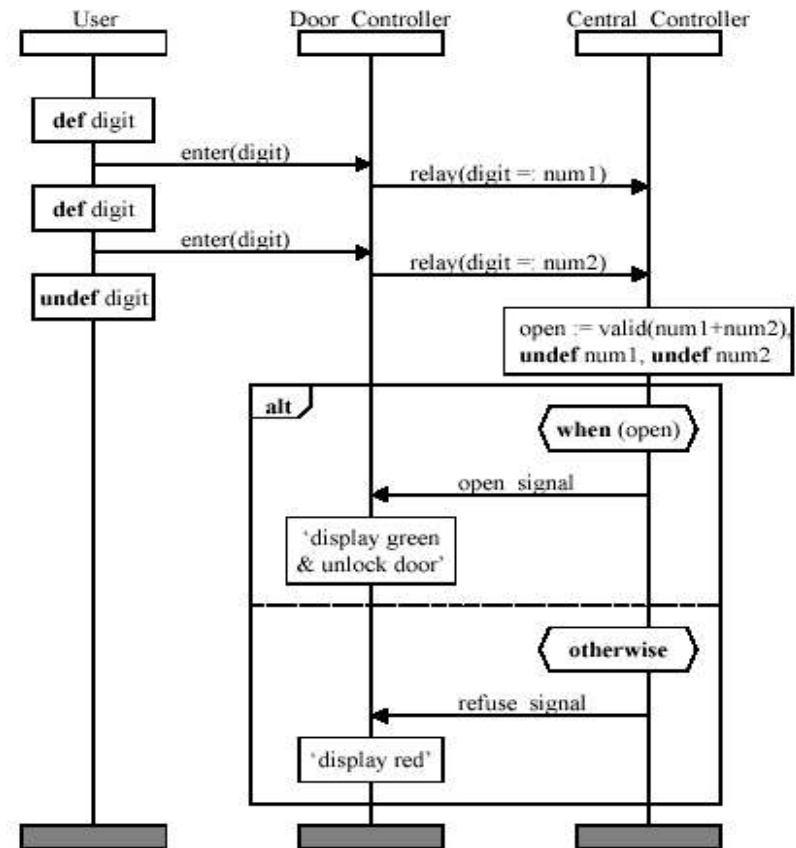 User
Door Controller
Central Controller
def digit
enter(digit)
relay(digit =: num1)
def digit
enter(digit)
relay(digit =: num2)
undef digit
open := valid(num1+num2),
undef num1, undef num2
alt
when (open)
open signal
‘display green
& unlock door’
otherwise
refuse signal
‘display red’